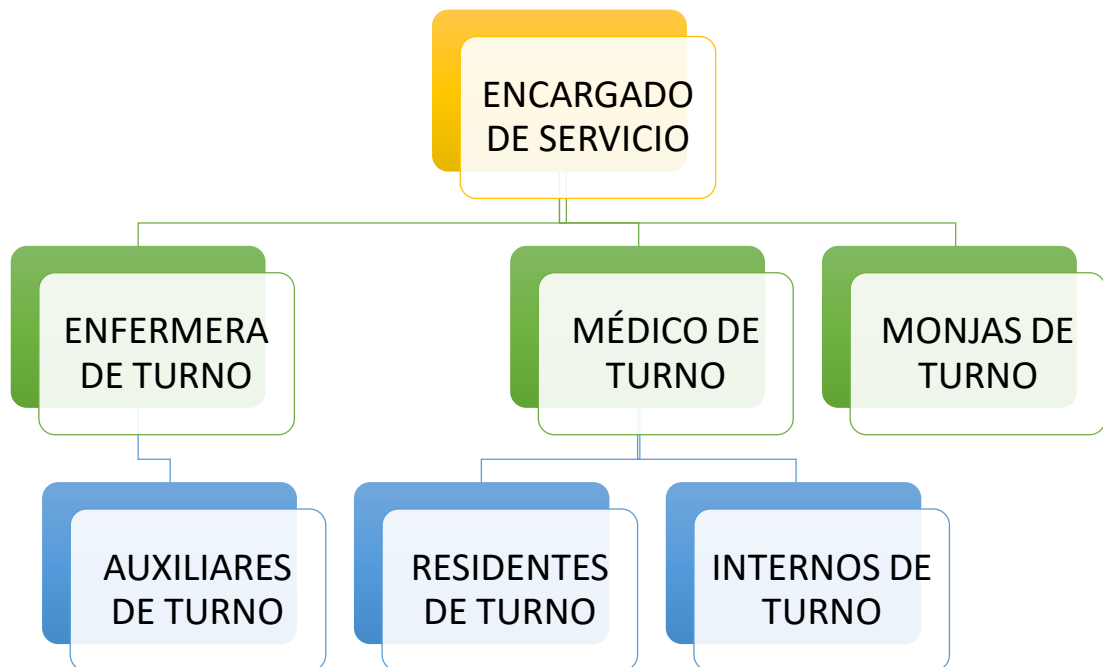 ENCARGADO
DE SERVICIO
ENFERMERA
DE TURNO
MÉDICO DE
TURNO
MONJAS DE
TURNO
AUXILIARES
DE TURNO
RESIDENTES
DE TURNO
INTERNOS DE
TURNO